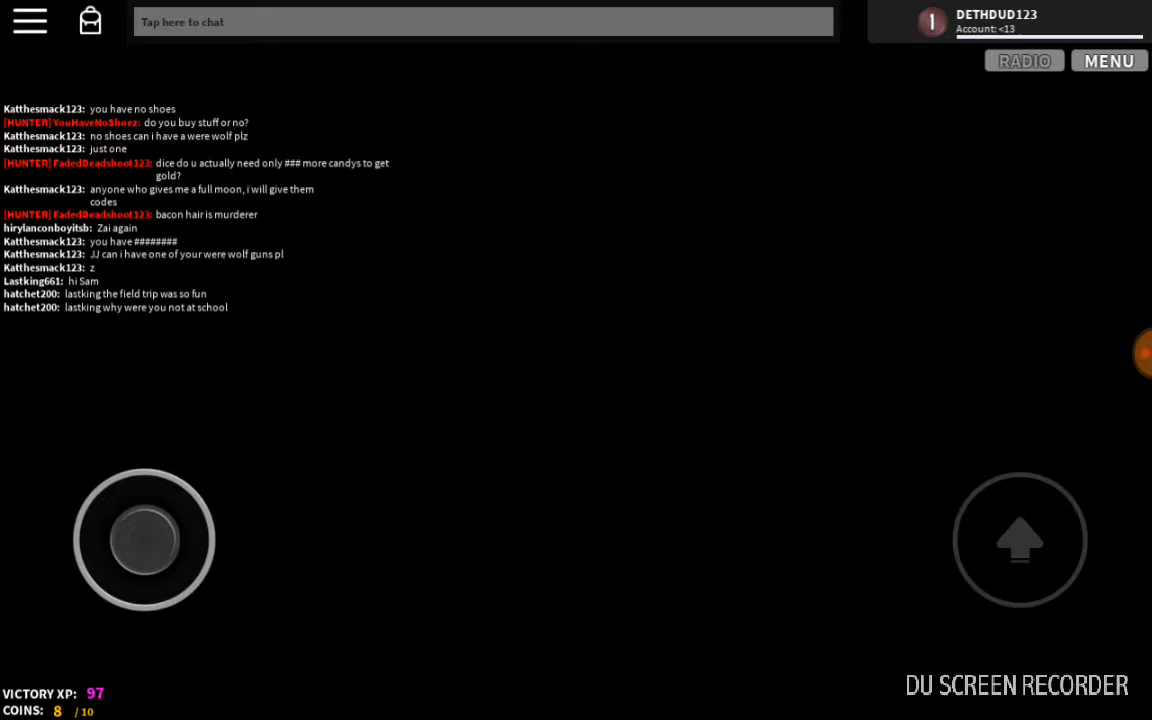 Tap here to chat
1
DETHDUD123
Account: <13
RADIO
MENU
Katthesmack123: you have no shoes
[HUNTER] YouHaveNoShoez: do you buy stuff or no?
Katthesmack123: no shoes can i have a were wolf plz
Katthesmack123: just one
[HUNTER] FadedDeadshoot123: dice do u actually need only ### more candys to get
gold?
Katthesmack123: anyone who gives me a full moon, i will give them
codes
[HUNTER] FadedDeadshoot123: bacon hair is murderer
hirylanconboyitsb: Zai again
Katthesmack123: you have ########
Katthesmack123: JJ can i have one of your were wolf guns pl
Katthesmack123: z
Lastking661: hi Sam
hatchet200: lastking the field trip was so fun
hatchet200: lastking why were you not at school
VICTORY XP: 97
COINS: 8 / 10
DU SCREEN RECORDER